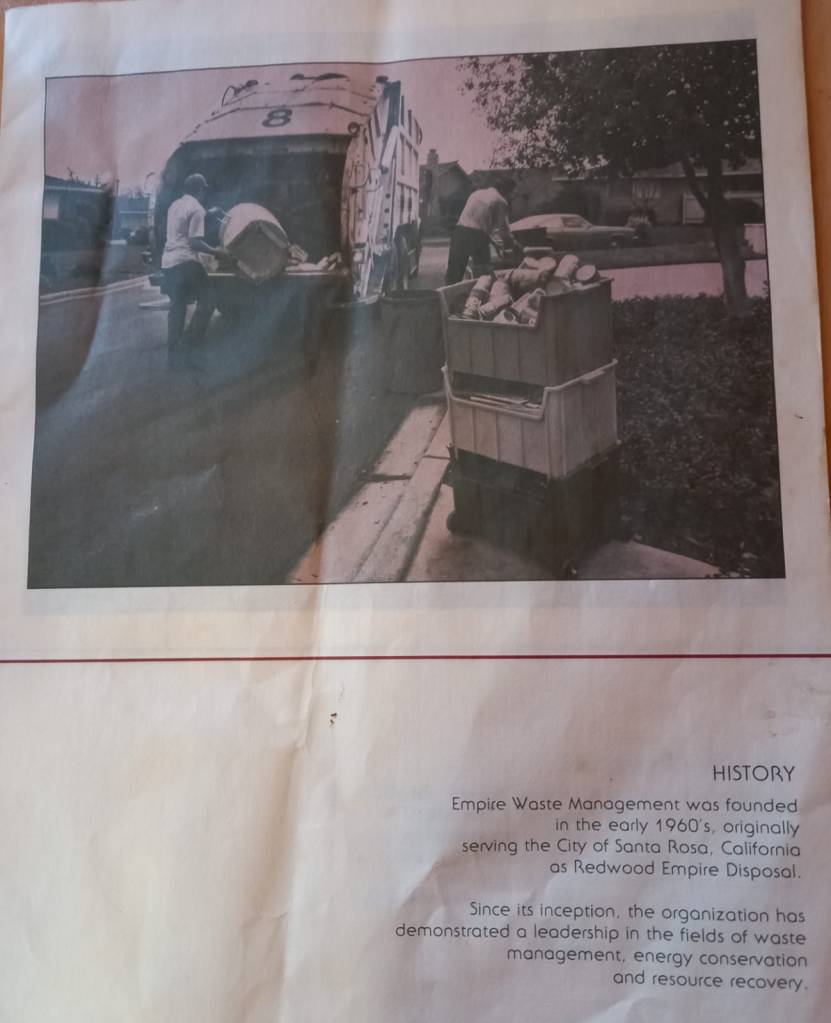 8
HISTORY
Empire Waste Management was founded
in the early 1960's, originally
serving the City of Santa Rosa, California
as Redwood Empire Disposal.
Since its inception, the organization has
demonstrated a leadership in the fields of waste
management, energy conservation
and resource recovery.